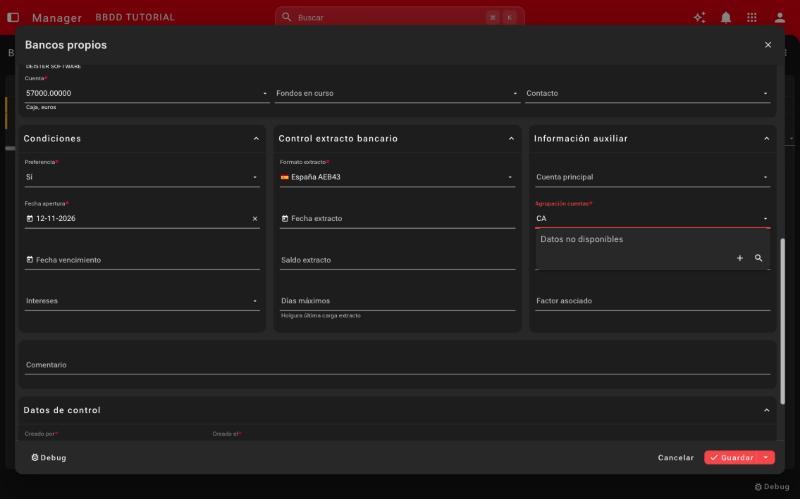 Manager BBDD TUTORIAL Buscar ⌘ K
B
Bancos propios
DEISTER SOFTWARE
Cuenta*
57000.00000 Fondos en curso Contacto
Caja, euros
Condiciones Control extracto bancario Información auxiliar
Preferencia* Formato extracto*
Sí España AEB43 Cuenta principal
Fecha apertura* Agrupación cuentas*
12-11-2026 Fecha extracto CA
Datos no disponibles
Fecha vencimiento Saldo extracto
Intereses Días máximos Factor asociado
Holgura última carga extracto
Comentario
Datos de control
Creado por* Creado el*
Debug Cancelar Guardar
Debug